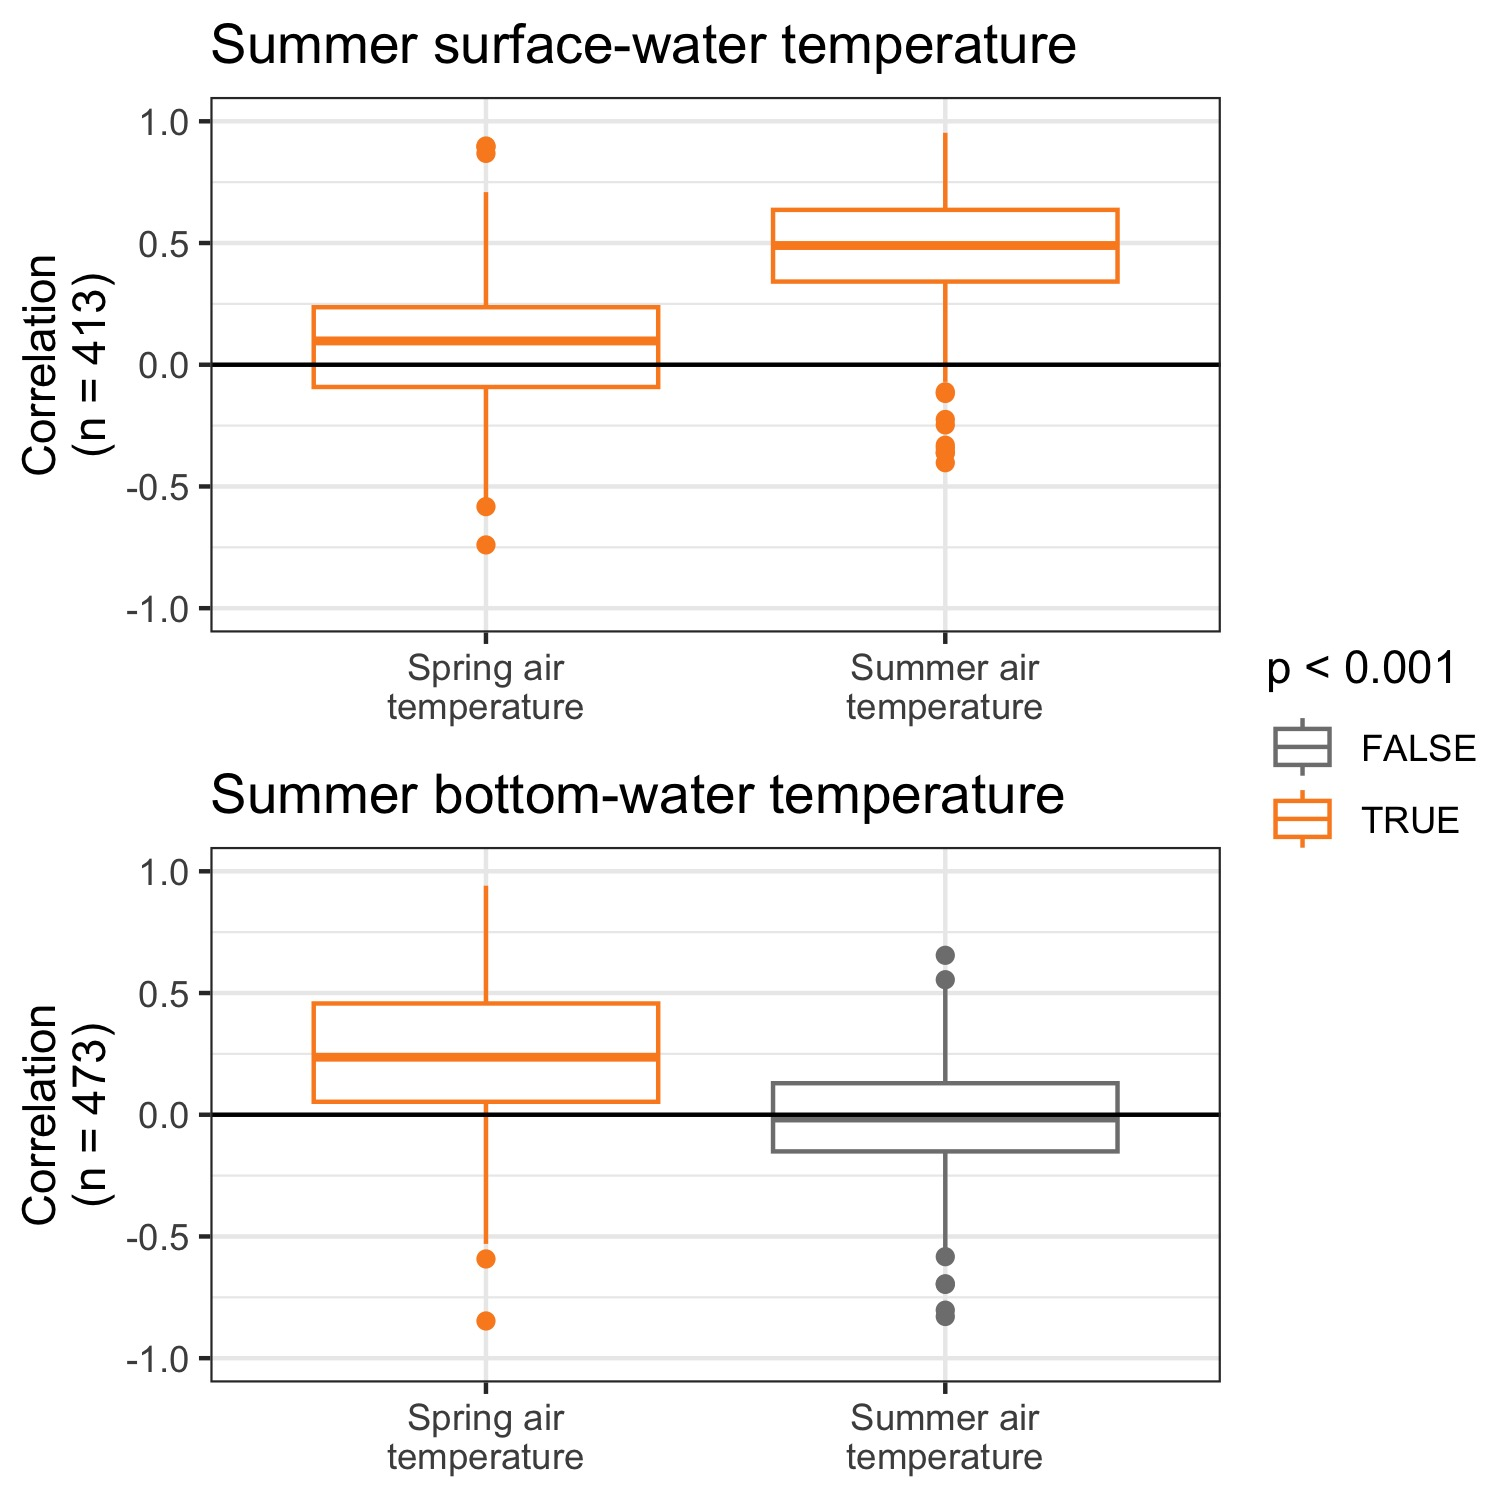 Summer surface-water temperature
1.0
0.5
0.0
-0.5
-1.0
Correlation
(n = 413)
Spring air
temperature
Summer air
temperature
p < 0.001
FALSE
TRUE
Summer bottom-water temperature
1.0
0.5
0.0
-0.5
-1.0
Correlation
(n = 473)
Spring air
temperature
Summer air
temperature